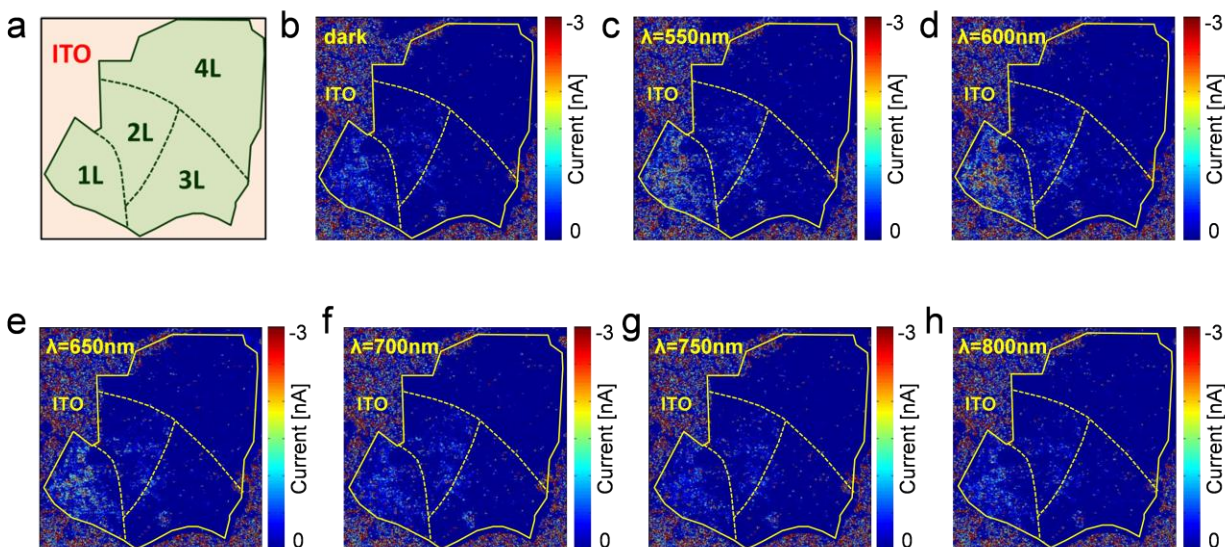 a
ITO
4L
2L
1L
3L
b
dark
ITO
-3
Current [nA]
0
c
λ=550nm
ITO
-3
Current [nA]
0
d
λ=600nm
ITO
-3
Current [nA]
0
e
λ=650nm
ITO
-3
Current [nA]
0
f
λ=700nm
ITO
-3
Current [nA]
0
g
λ=750nm
ITO
-3
Current [nA]
0
h
λ=800nm
ITO
-3
Current [nA]
0